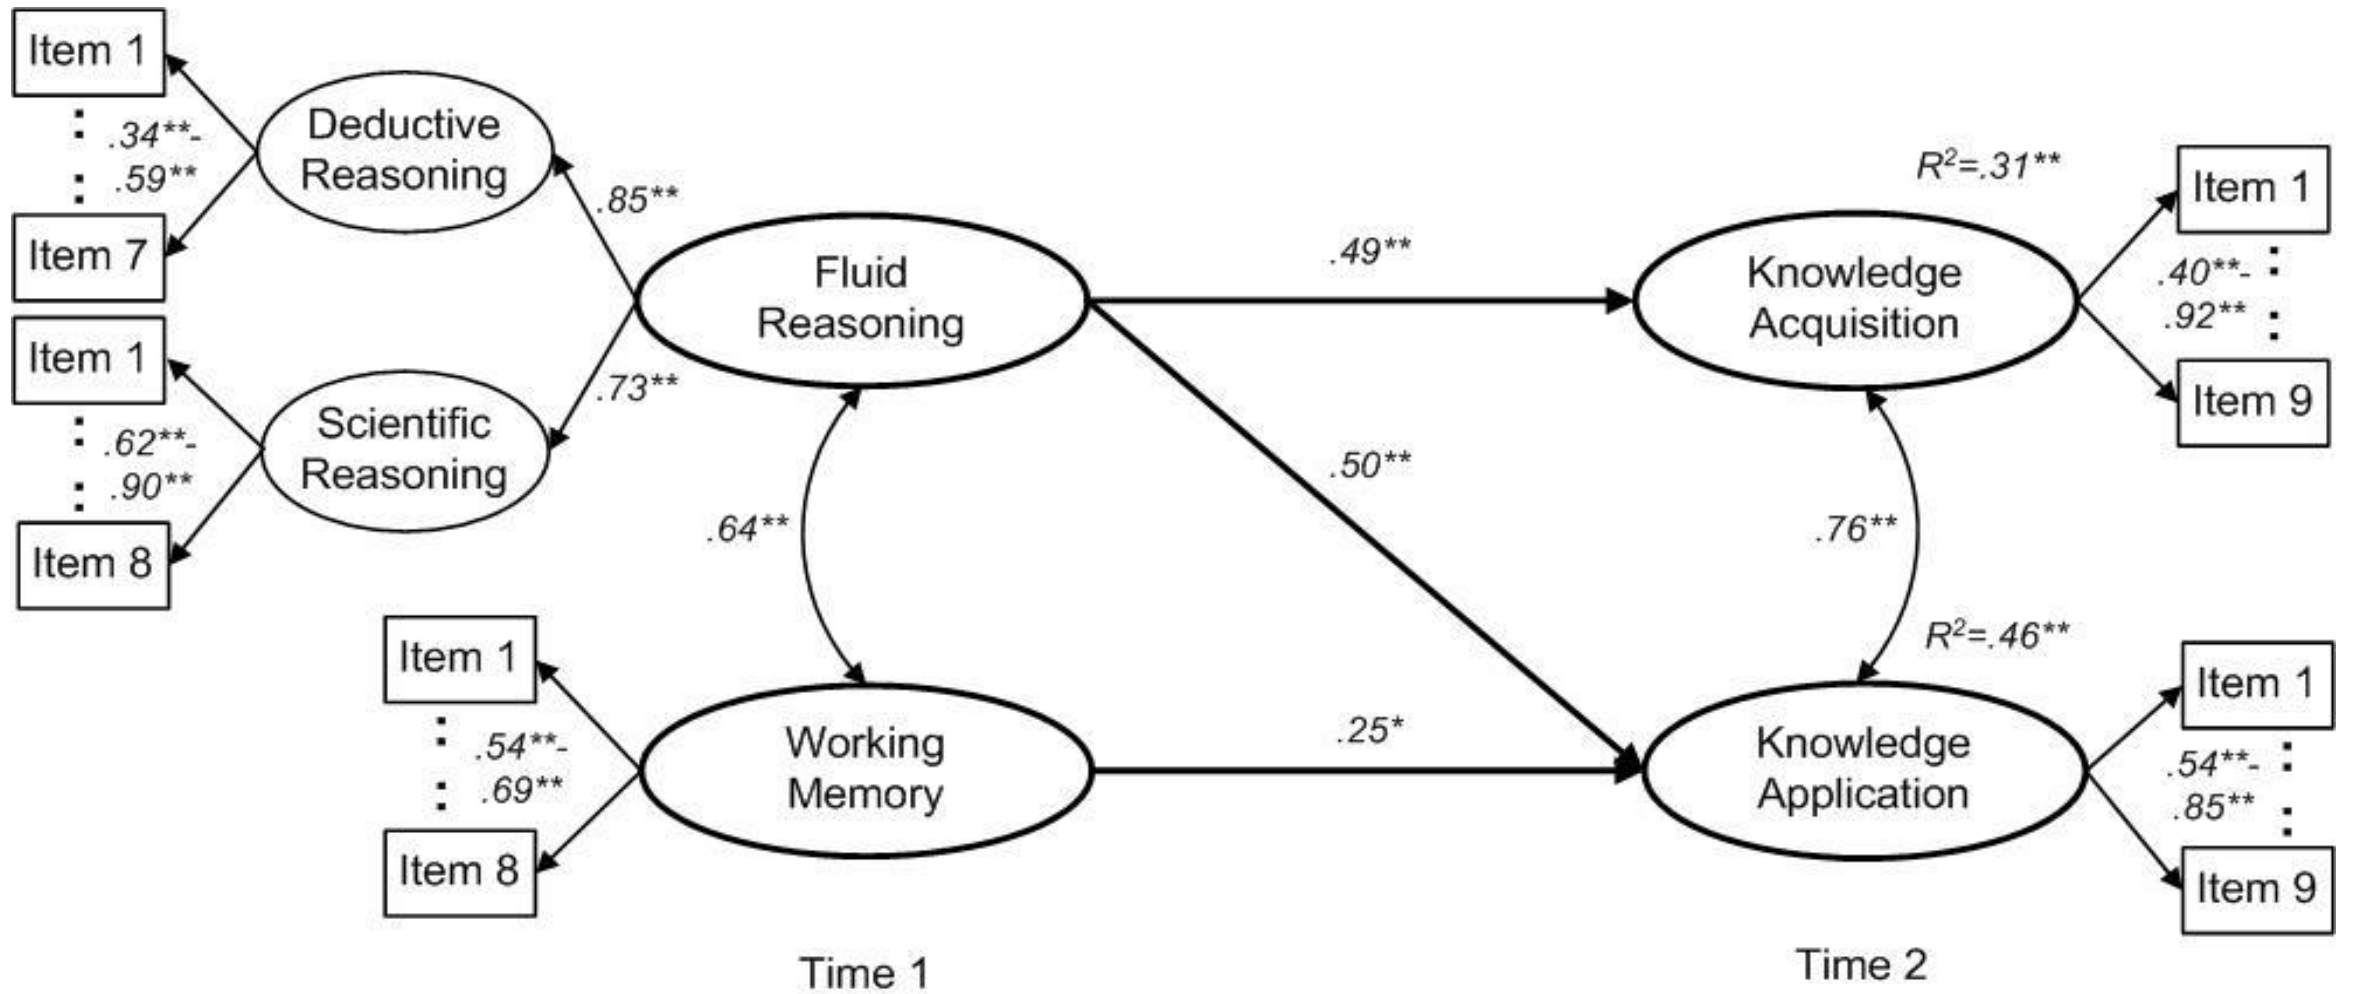 Item 1
.34**-
.59**
Item 7
Deductive
Reasoning
.85**
Item 1
.62**-
.90**
Item 8
Scientific
Reasoning
.73**
Fluid
Reasoning
.49**
.50**
.64**
Item 1
.54**-
.69**
Item 8
Working
Memory
.25*
R²=.31**
Knowledge
Acquisition
Item 1
.40**-
.92**
Item 9
.76**
R²=.46**
Knowledge
Application
Item 1
.54**-
.85**
Item 9
Time 1
Time 2